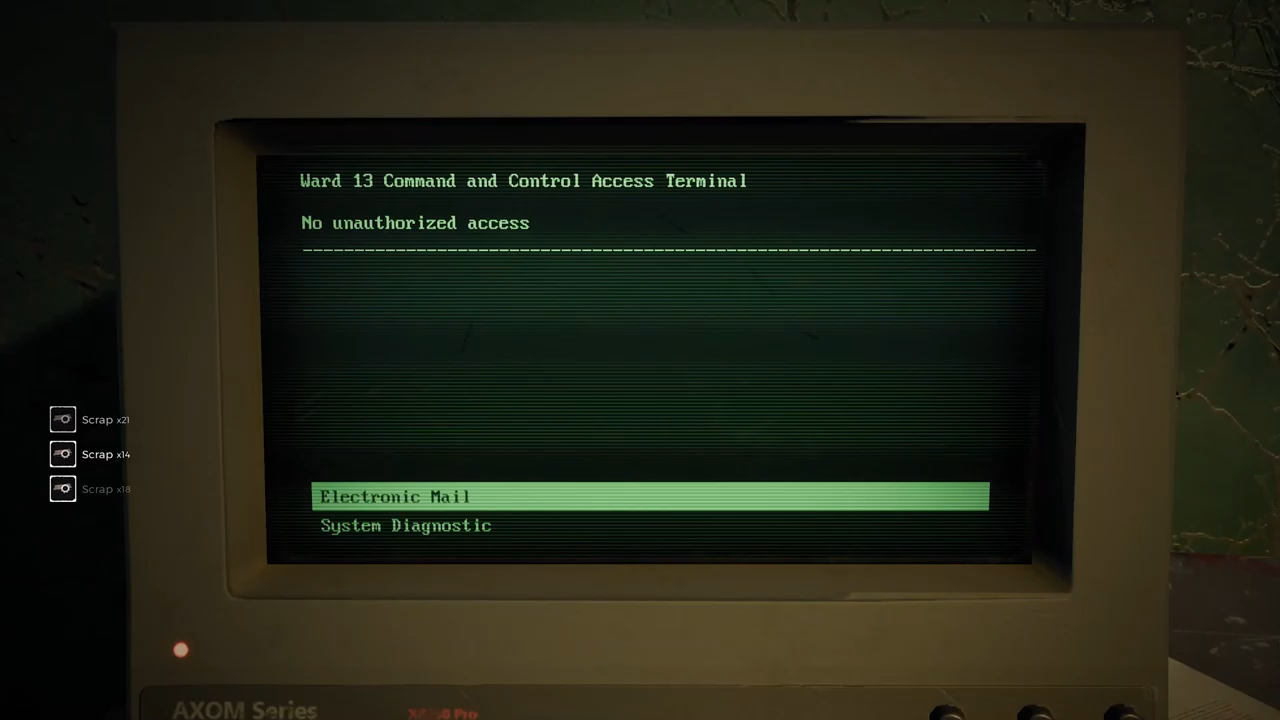 Ward 13 Command and Control Access Terminal
No unauthorized access
Scrap x21
Scrap x14
Scrap x18
Electronic Mail
System Diagnostic
AXOM Series
Pro